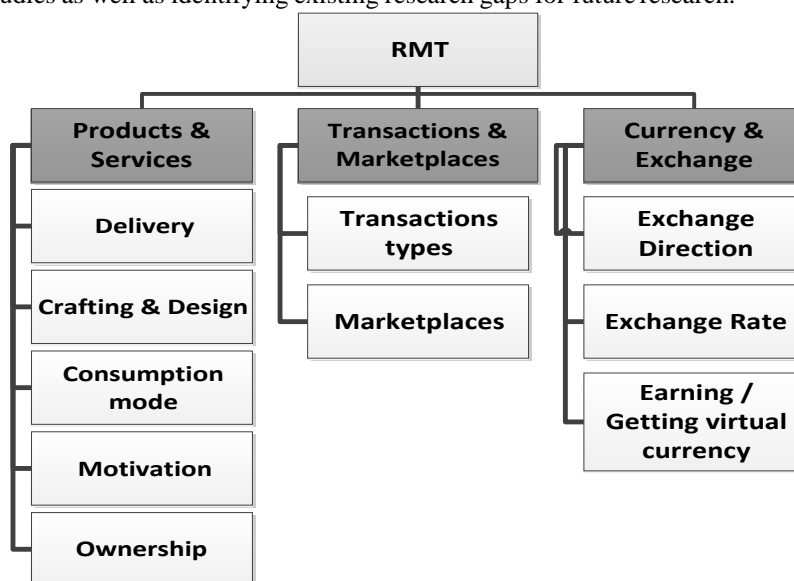 udies as well as identifying existing research gaps for future research.
RMT
Products &
Services
Delivery
Crafting & Design
Consumption
mode
Motivation
Ownership
Transactions &
Marketplaces
Transactions
types
Marketplaces
Currency &
Exchange
Exchange
Direction
Exchange Rate
Earning /
Getting virtual
currency